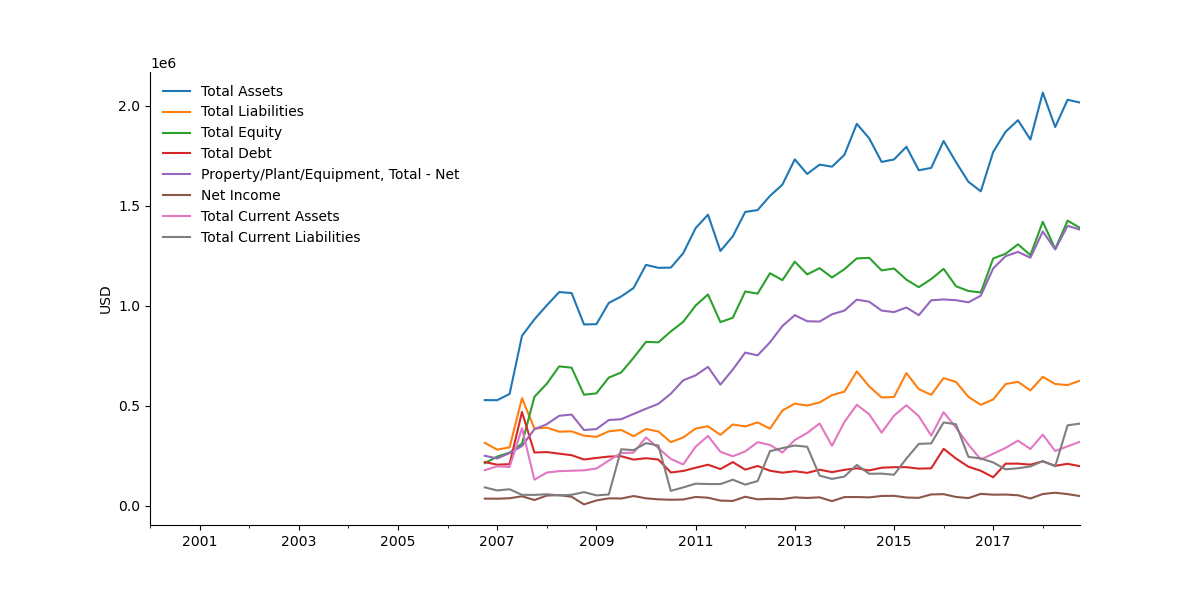 1e6
Total Assets
Total Liabilities
Total Equity
Total Debt
Property/Plant/Equipment, Total - Net
Net Income
Total Current Assets
Total Current Liabilities
2.0
1.5
1.0
0.5
0.0
USD
2001 2003 2005 2007 2009 2011 2013 2015 2017